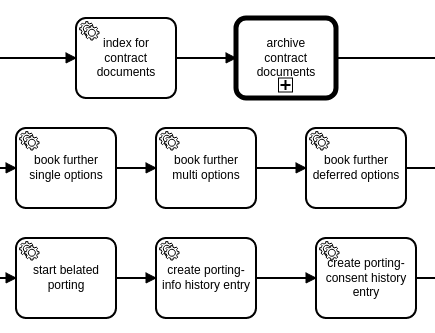 index for
contract
documents
archive
contract
documents
book further
single options
book further
multi options
book further
deferred options
start belated
porting
create porting-
info history entry
create porting-
consent history
entry